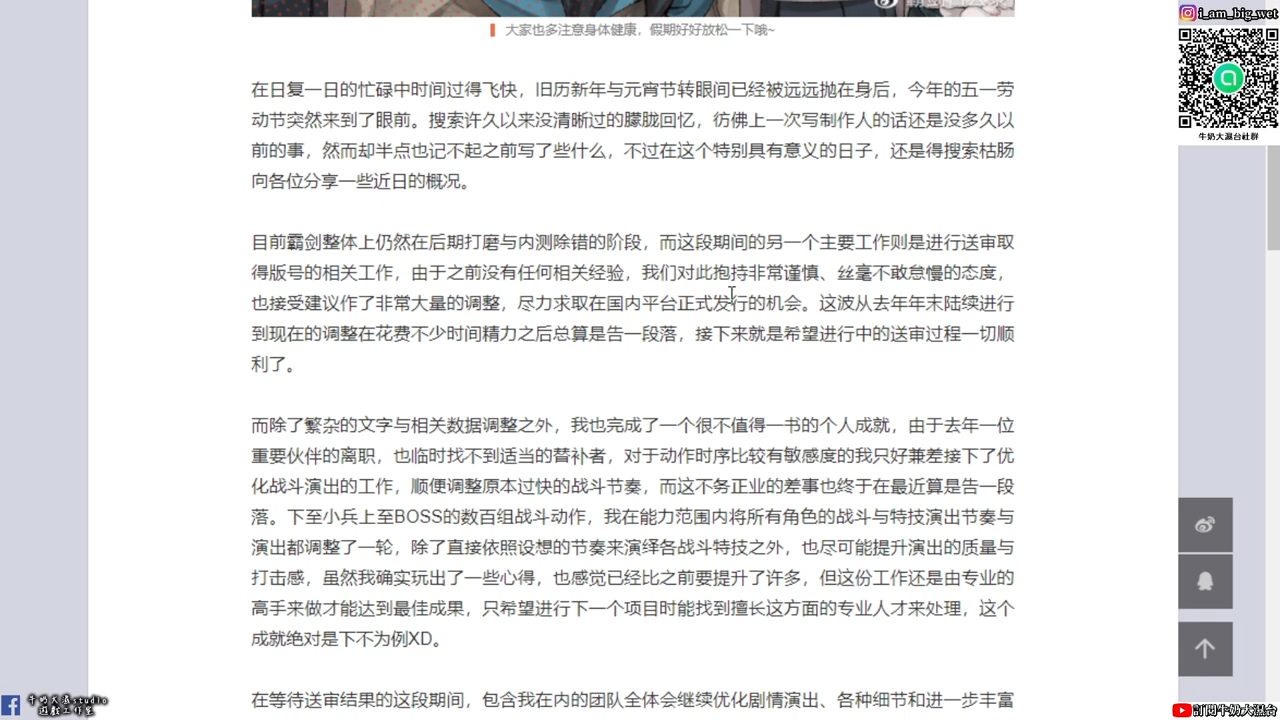 i_am_big_wet
大家也多注意身体健康，假期好好放松一下哦~
牛奶大濕台社群
在日复一日的忙碌中时间过得飞快，旧历新年与元宵节转眼间已经被远远抛在身后，今年的五一劳
动节突然来到了眼前。搜索许久以来没清晰过的朦胧回忆，彷佛上一次写制作人的话还是没多久以
前的事，然而却半点也记不起之前写了些什么，不过在这个特别具有意义的日子，还是得搜索枯肠
向各位分享一些近日的概况。
目前霸剑整体上仍然在后期打磨与内测除错的阶段，而这段期间的另一个主要工作则是进行送审取
得版号的相关工作，由于之前没有任何相关经验，我们对此抱持非常谨慎、丝毫不敢怠慢的态度，
也接受建议作了非常大量的调整，尽力求取在国内平台正式发行的机会。这波从去年年末陆续进行
到现在的调整在花费不少时间精力之后总算是告一段落，接下来就是希望进行中的送审过程一切顺
利了。
而除了繁杂的文字与相关数据调整之外，我也完成了一个很不值得一书的个人成就，由于去年一位
重要伙伴的离职，也临时找不到适当的替补者，对于动作时序比较有敏感度的我只好兼差接下了优
化战斗演出的工作，顺便调整原本过快的战斗节奏，而这不务正业的差事也终于在最近算是告一段
落。下至小兵上至BOSS的数百组战斗动作，我在能力范围内将所有角色的战斗与特技演出节奏与
演出都调整了一轮，除了直接依照设想的节奏来演绎各战斗特技之外，也尽可能提升演出的质量与
打击感，虽然我确实玩出了一些心得，也感觉已经比之前要提升了许多，但这份工作还是由专业的
高手来做才能达到最佳成果，只希望进行下一个项目时能找到擅长这方面的专业人才来处理，这个
成就绝对是下不为例XD。
在等待送审结果的这段期间，包含我在内的团队全体会继续优化剧情演出、各种细节和进一步丰富
牛奶大濕studio
遊戲工作室
訂閱牛奶大濕台